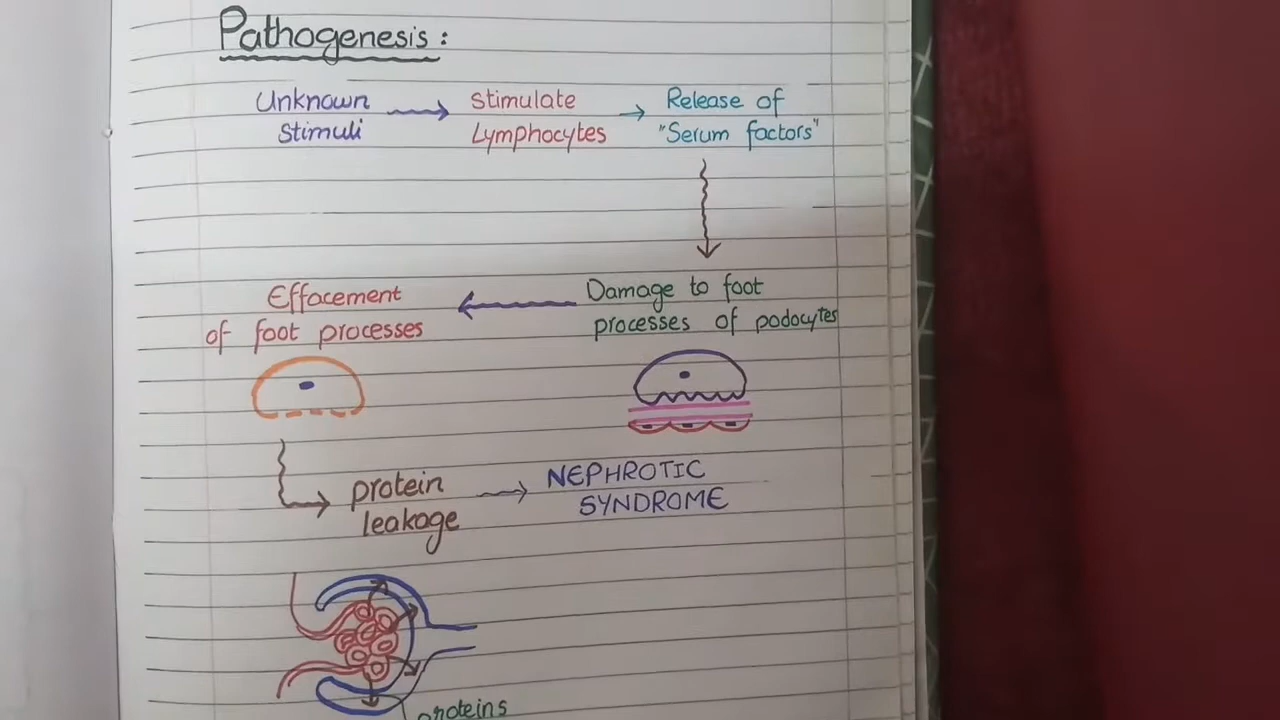 Pathogenesis:
Unknown
Stimuli
Stimulate
Lymphocytes
Release of
"Serum factors"
Damage to foot
processes of podocytes
Effacement
of foot processes
protein
leakage
NEPHROTIC
SYNDROME
proteins